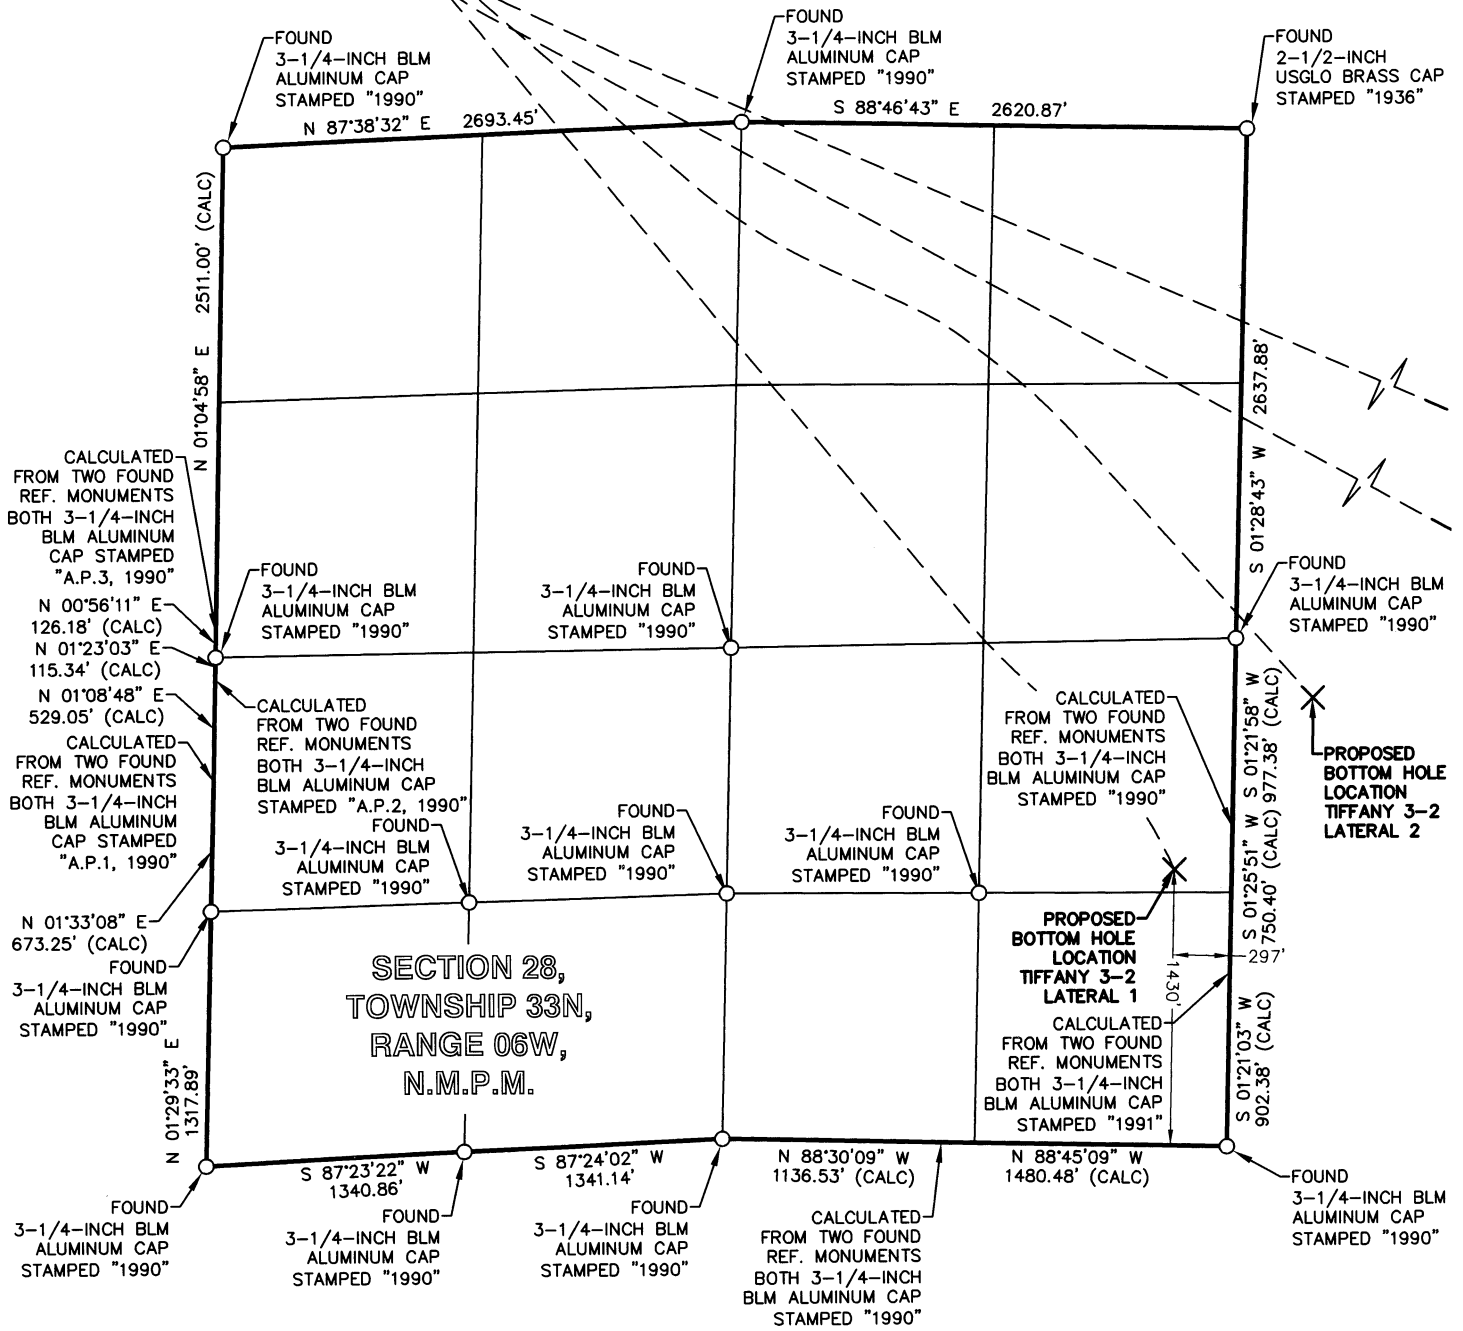 FOUND
3-1/4-INCH BLM
ALUMINUM CAP
STAMPED "1990"
FOUND
3-1/4-INCH BLM
ALUMINUM CAP
STAMPED "1990"
FOUND
2-1/2-INCH
USGLO BRASS CAP
STAMPED "1936"
N 87°38'32" E 2693.45'
S 88°46'43" E 2620.87'
N 01°04'58" E 2511.00' (CALC)
S 01°28'43" W 2637.88'
CALCULATED
FROM TWO FOUND
REF. MONUMENTS
BOTH 3-1/4-INCH
BLM ALUMINUM
CAP STAMPED
"A.P.3, 1990"
N 00°56'11" E
126.18' (CALC)
N 01°23'03" E
115.34' (CALC)
N 01°08'48" E
529.05' (CALC)
CALCULATED
FROM TWO FOUND
REF. MONUMENTS
BOTH 3-1/4-INCH
BLM ALUMINUM
CAP STAMPED
"A.P.1, 1990"
N 01°33'08" E
673.25' (CALC)
FOUND
3-1/4-INCH BLM
ALUMINUM CAP
STAMPED "1990"
N 01°29'33" E
1317.89'
FOUND
3-1/4-INCH BLM
ALUMINUM CAP
STAMPED "1990"
FOUND
3-1/4-INCH BLM
ALUMINUM CAP
STAMPED "1990"
FOUND
3-1/4-INCH BLM
ALUMINUM CAP
STAMPED "1990"
CALCULATED
FROM TWO FOUND
REF. MONUMENTS
BOTH 3-1/4-INCH
BLM ALUMINUM CAP
STAMPED "A.P.2, 1990"
FOUND
3-1/4-INCH BLM
ALUMINUM CAP
STAMPED "1990"
FOUND
3-1/4-INCH BLM
ALUMINUM CAP
STAMPED "1990"
FOUND
3-1/4-INCH BLM
ALUMINUM CAP
STAMPED "1990"
CALCULATED
FROM TWO FOUND
REF. MONUMENTS
BOTH 3-1/4-INCH
BLM ALUMINUM CAP
STAMPED "1990"
S 01°21'58" W
977.38' (CALC)
S 01°25'51" W
750.40' (CALC)
PROPOSED
BOTTOM HOLE
LOCATION
TIFFANY 3-2
LATERAL 2
PROPOSED
BOTTOM HOLE
LOCATION
TIFFANY 3-2
LATERAL 1
297'
1430'
SECTION 28,
TOWNSHIP 33N,
RANGE 06W,
N.M.P.M.
CALCULATED
FROM TWO FOUND
REF. MONUMENTS
BOTH 3-1/4-INCH
BLM ALUMINUM CAP
STAMPED "1991"
S 01°21'03" W
902.38' (CALC)
S 87°23'22" W
1340.86'
S 87°24'02" W
1341.14'
N 88°30'09" W
1136.53' (CALC)
N 88°45'09" W
1480.48' (CALC)
FOUND
3-1/4-INCH BLM
ALUMINUM CAP
STAMPED "1990"
FOUND
3-1/4-INCH BLM
ALUMINUM CAP
STAMPED "1990"
FOUND
3-1/4-INCH BLM
ALUMINUM CAP
STAMPED "1990"
CALCULATED
FROM TWO FOUND
REF. MONUMENTS
BOTH 3-1/4-INCH
BLM ALUMINUM CAP
STAMPED "1990"
FOUND
3-1/4-INCH BLM
ALUMINUM CAP
STAMPED "1990"